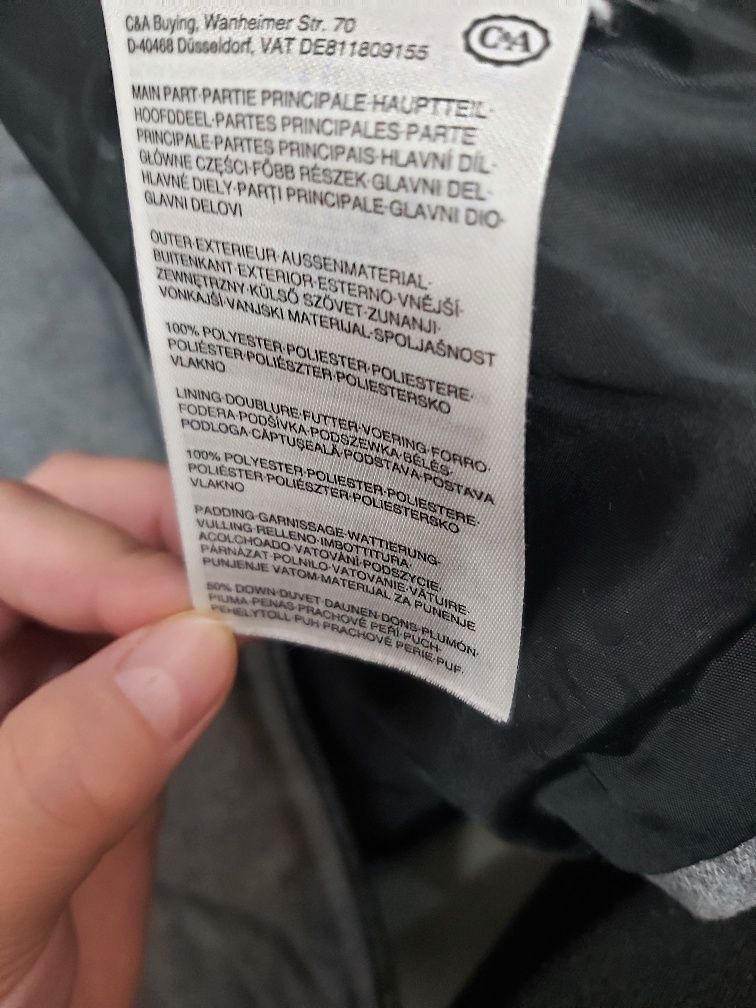 C&A Buying, Wanheimer Str. 70
D-40468 Düsseldorf, VAT DE811809155
C&A
MAIN PART·PARTIE PRINCIPALE·HAUPTTEIL·
HOOFDDEEL·PARTES PRINCIPALES·PARTE
PRINCIPALE·PARTES PRINCIPAIS·HLAVNÍ DÍL·
GŁÓWNE CZĘŚCI·FŐBB RÉSZEK·GLAVNI DEL·
HLAVNÉ DIELY·PARȚI PRINCIPALE·GLAVNI DIO·
GLAVNI DELOVI
OUTER·EXTERIEUR·AUSSENMATERIAL·
BUITENKANT·EXTERIOR·ESTERNO·VNĚJŠÍ·
ZEWNĘTRZNY·KÜLSŐ SZÖVET·ZUNANJI·
VONKAJŠÍ·VANJSKI MATERIJAL·SPOLJAŠNOST
100% POLYESTER·POLIESTER·POLIESTERE·
POLIÉSTER·POLIÉSZTER·POLIESTERSKO
VLAKNO
LINING·DOUBLURE·FUTTER·VOERING·FORRO·
FODERA·PODŠÍVKA·PODSZEWKA·BÉLÉS·
PODLOGA·CĂPTUȘEALĂ·PODSTAVA·POSTAVA
100% POLYESTER·POLIESTER·POLIESTERE·
POLIÉSTER·POLIÉSZTER·POLIESTERSKO
VLAKNO
PADDING·GARNISSAGE·WATTIERUNG·
VULLING·RELLENO·IMBOTTITURA·
ACOLCHOADO·VATOVÁNÍ·PODSZYCIE·
PÁRNÁZAT·POLNILO·VATOVANIE·VĂTUIRE·
PUNJENJE VATOM·MATERIJAL ZA PUNENJE
50% DOWN·DUVET·DAUNEN·DONS·PLUMÓN·
PIUMA·PENAS·PRACHOVÉ PEŘÍ·PUCH·
PEHELYTOLL·PUH·PRACHOVÉ PERIE·PUF·